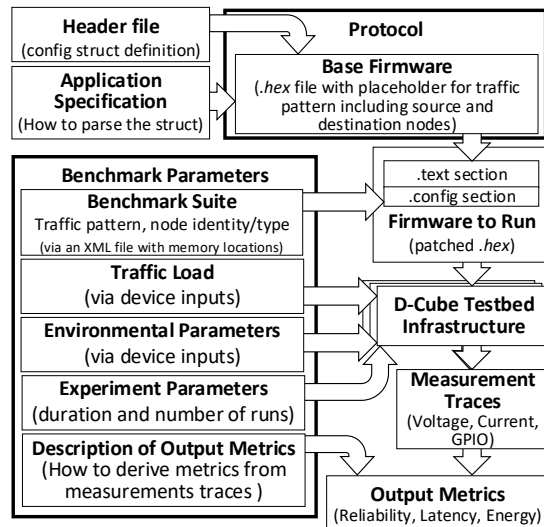 Header file
(config struct definition)
Application
Specification
(How to parse the struct)
Protocol
Base Firmware
(.hex file with placeholder for traffic
pattern including source and
destination nodes)
.text section
.config section
Firmware to Run
(patched .hex)
Benchmark Parameters
Benchmark Suite
Traffic pattern, node identity/type
(via an XML file with memory locations)
Traffic Load
(via device inputs)
Environmental Parameters
(via device inputs)
Experiment Parameters
(duration and number of runs)
Description of Output Metrics
(How to derive metrics from
measurements traces )
D-Cube Testbed
Infrastructure
Measurement
Traces
(Voltage, Current,
GPIO)
Output Metrics
(Reliability, Latency, Energy)